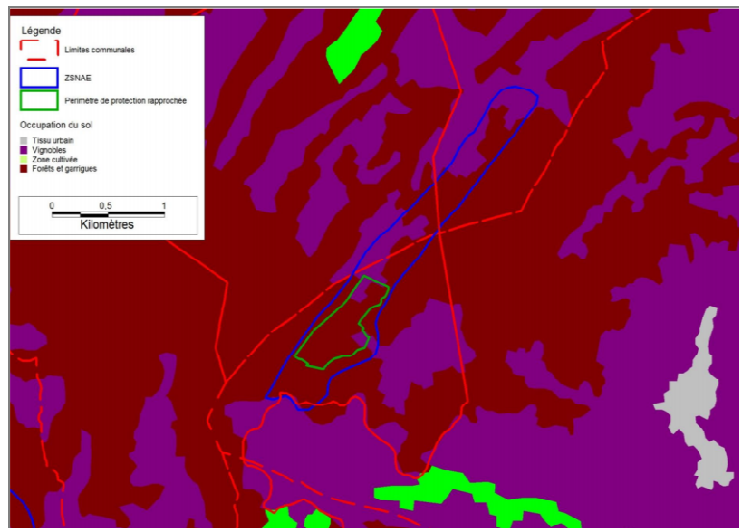 Légende
Limites communales
ZSNAE
Périmètre de protection rapprochée
Occupation du sol
Tissu urbain
Vignobles
Zone cultivée
Forêts et garrigues
0 0,5 1
Kilomètres